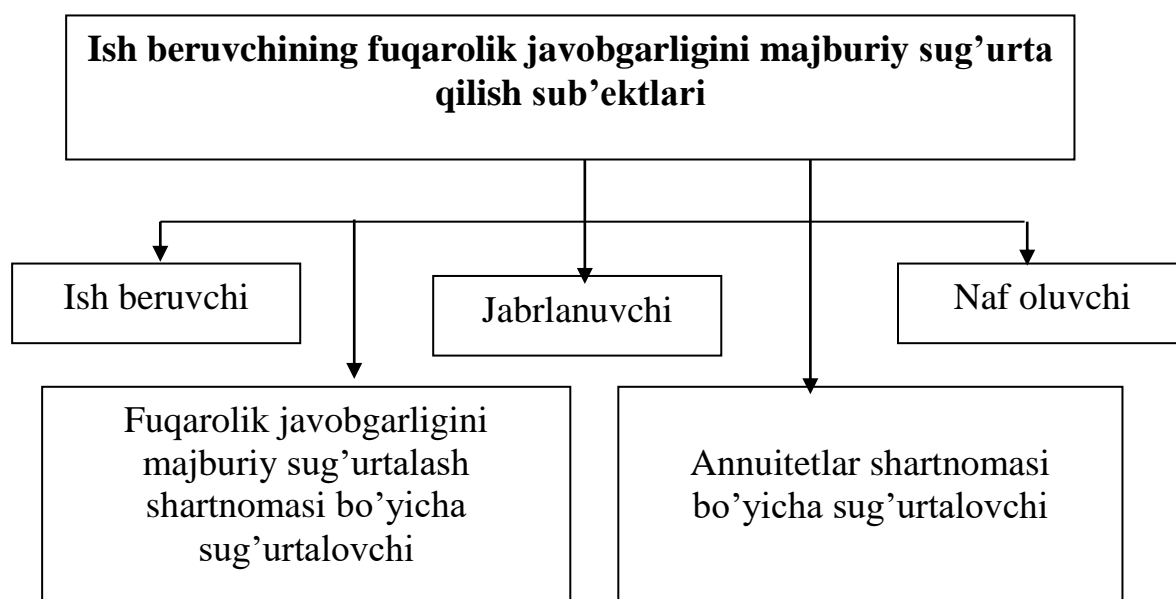 Ish beruvchining fuqarolik javobgarligini majburiy sug’urta
qilish sub’ektlari
Ish beruvchi
Jabrlanuvchi
Naf oluvchi
Fuqarolik javobgarligini
majburiy sug’urtalash
shartnomasi bo’yicha
sug’urtalovchi
Annuitetlar shartnomasi
bo’yicha sug’urtalovchi